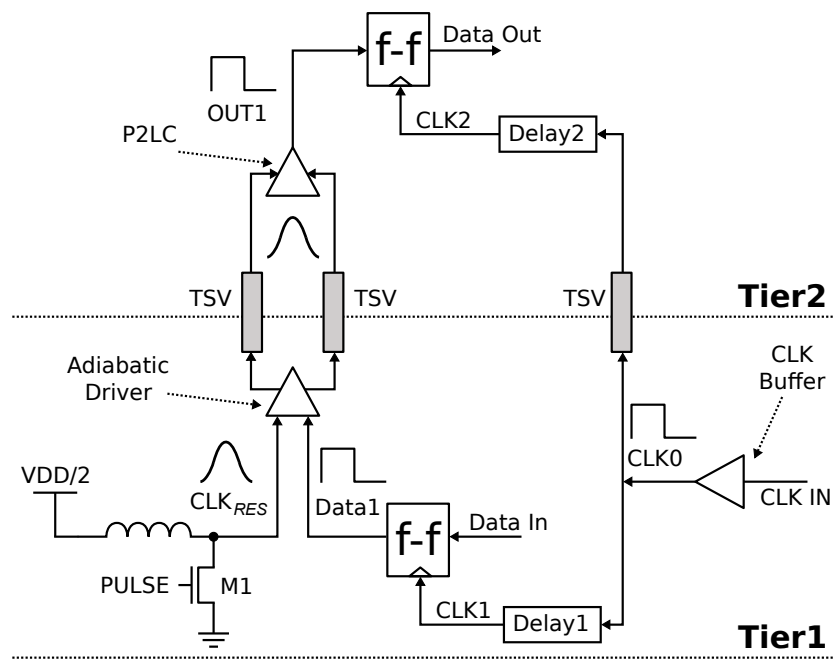 f-f
Data Out
OUT1
CLK2
Delay2
P2LC
TSV
TSV
TSV
Tier2
Adiabatic
Driver
CLK
Buffer
CLK0
VDD/2
CLKRES
Data1
CLK IN
f-f
Data In
PULSE
M1
CLK1
Delay1
Tier1